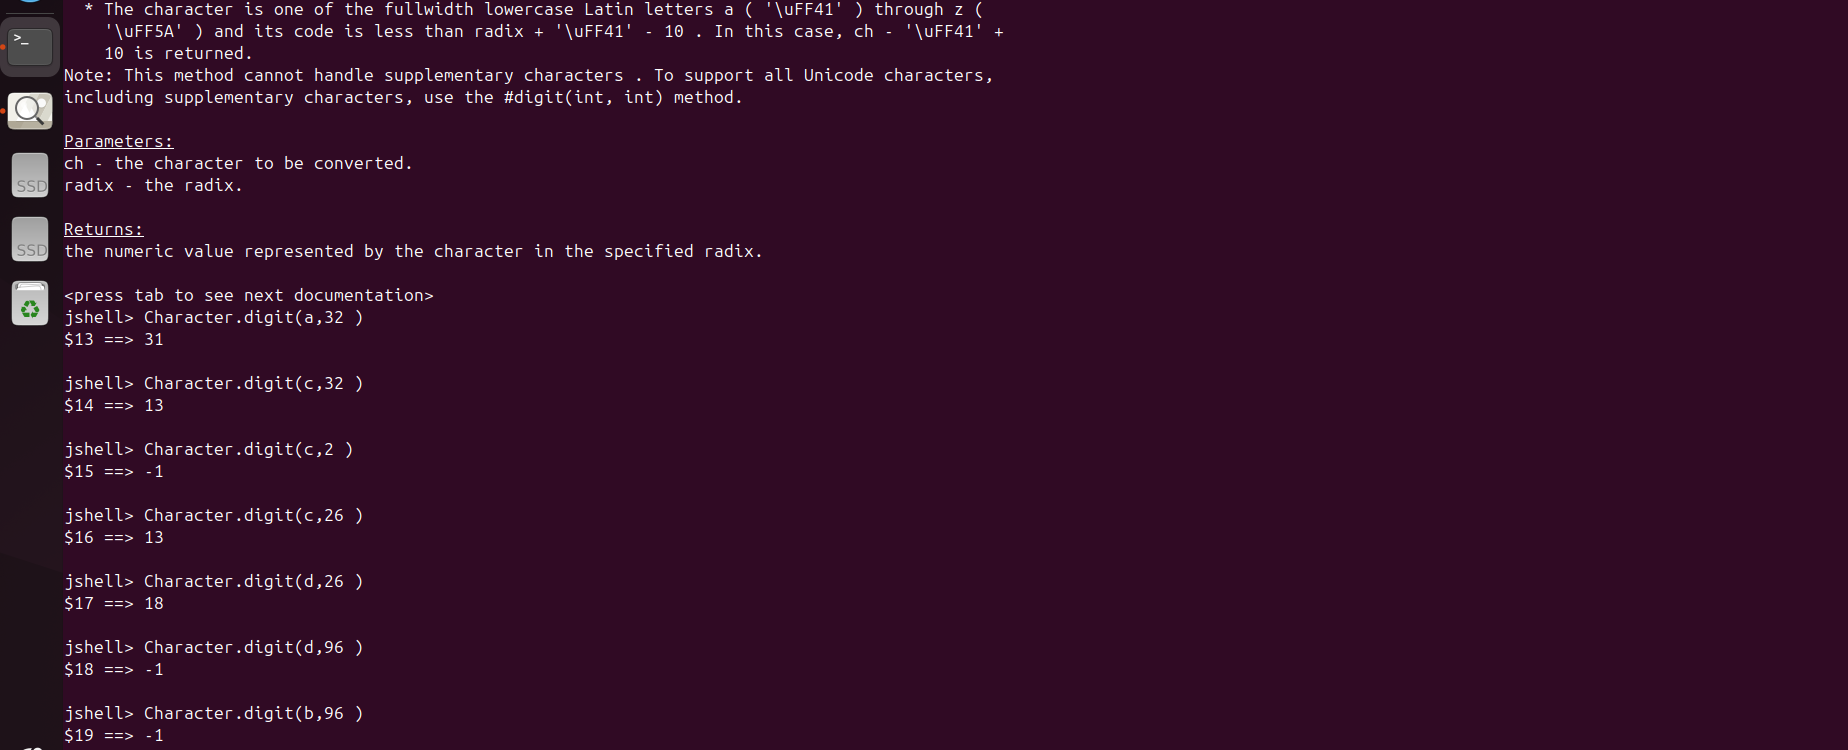 * The character is one of the fullwidth lowercase Latin letters a ( '\uFF41' ) through z (
'\uFF5A' ) and its code is less than radix + '\uFF41' - 10 . In this case, ch - '\uFF41' +
10 is returned.
Note: This method cannot handle supplementary characters . To support all Unicode characters,
including supplementary characters, use the #digit(int, int) method.
Parameters:
ch - the character to be converted.
radix - the radix.
Returns:
the numeric value represented by the character in the specified radix.
<press tab to see next documentation>
jshell> Character.digit(a,32 )
$13 ==> 31
jshell> Character.digit(c,32 )
$14 ==> 13
jshell> Character.digit(c,2 )
$15 ==> -1
jshell> Character.digit(c,26 )
$16 ==> 13
jshell> Character.digit(d,26 )
$17 ==> 18
jshell> Character.digit(d,96 )
$18 ==> -1
jshell> Character.digit(b,96 )
$19 ==> -1
>_
SSD
SSD